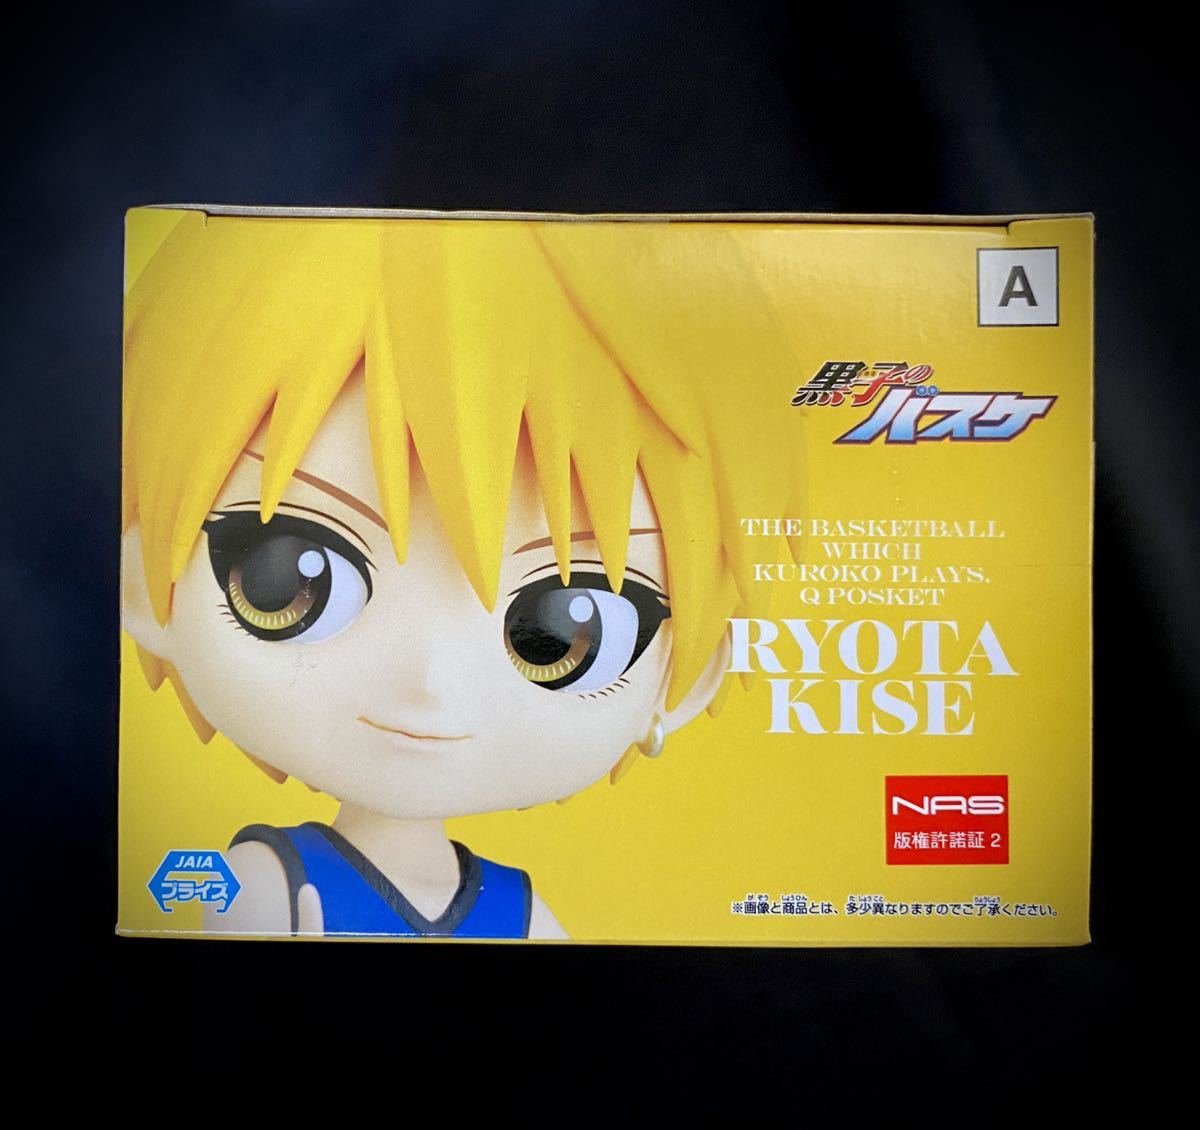 A
黒子の
バスケ
THE BASKETBALL
WHICH
KUROKO PLAYS.
Q POSKET
RYOTA
KISE
NAS
版権許諾証 2
JAIA
プライズ
※画像と商品とは、多少異なりますのでご了承ください。